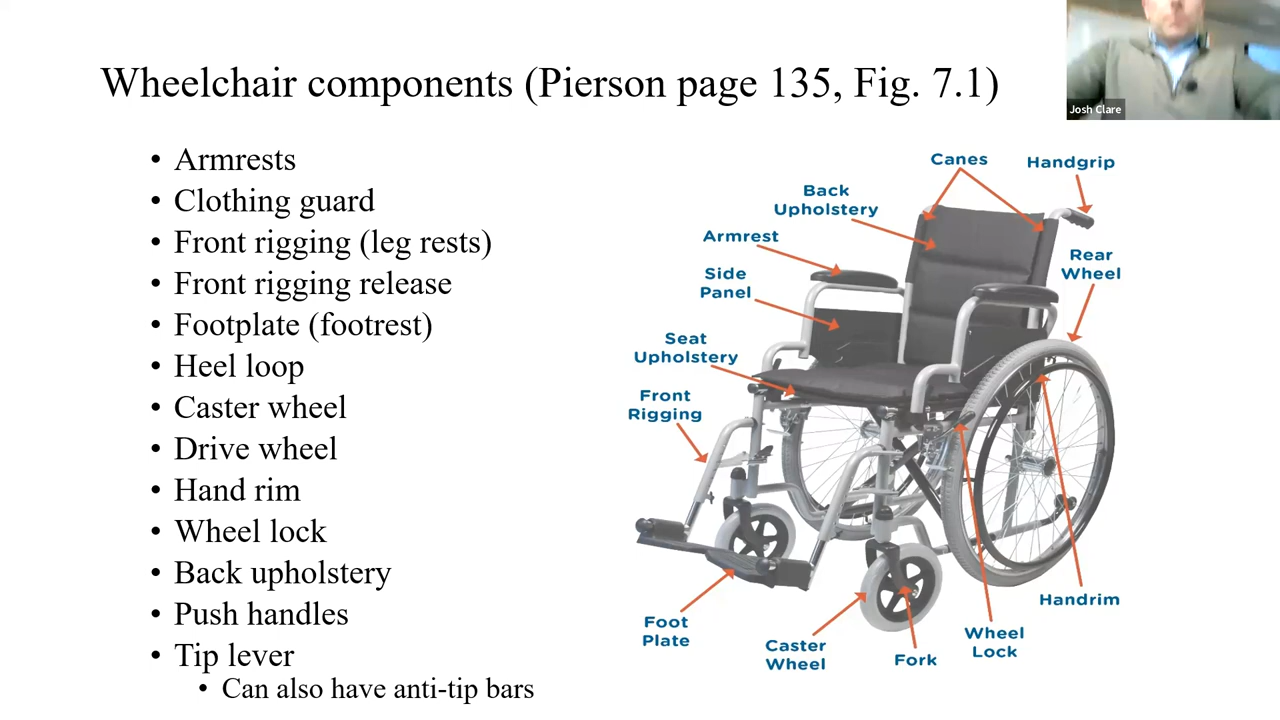 Wheelchair components (Pierson page 135, Fig. 7.1)
Josh Clare
• Armrests
• Clothing guard
• Front rigging (leg rests)
• Front rigging release
• Footplate (footrest)
• Heel loop
• Caster wheel
• Drive wheel
• Hand rim
• Wheel lock
• Back upholstery
• Push handles
• Tip lever
• Can also have anti-tip bars
Canes
Handgrip
Back
Upholstery
Armrest
Rear
Wheel
Side
Panel
Seat
Upholstery
Front
Rigging
Foot
Plate
Caster
Wheel
Fork
Wheel
Lock
Handrim